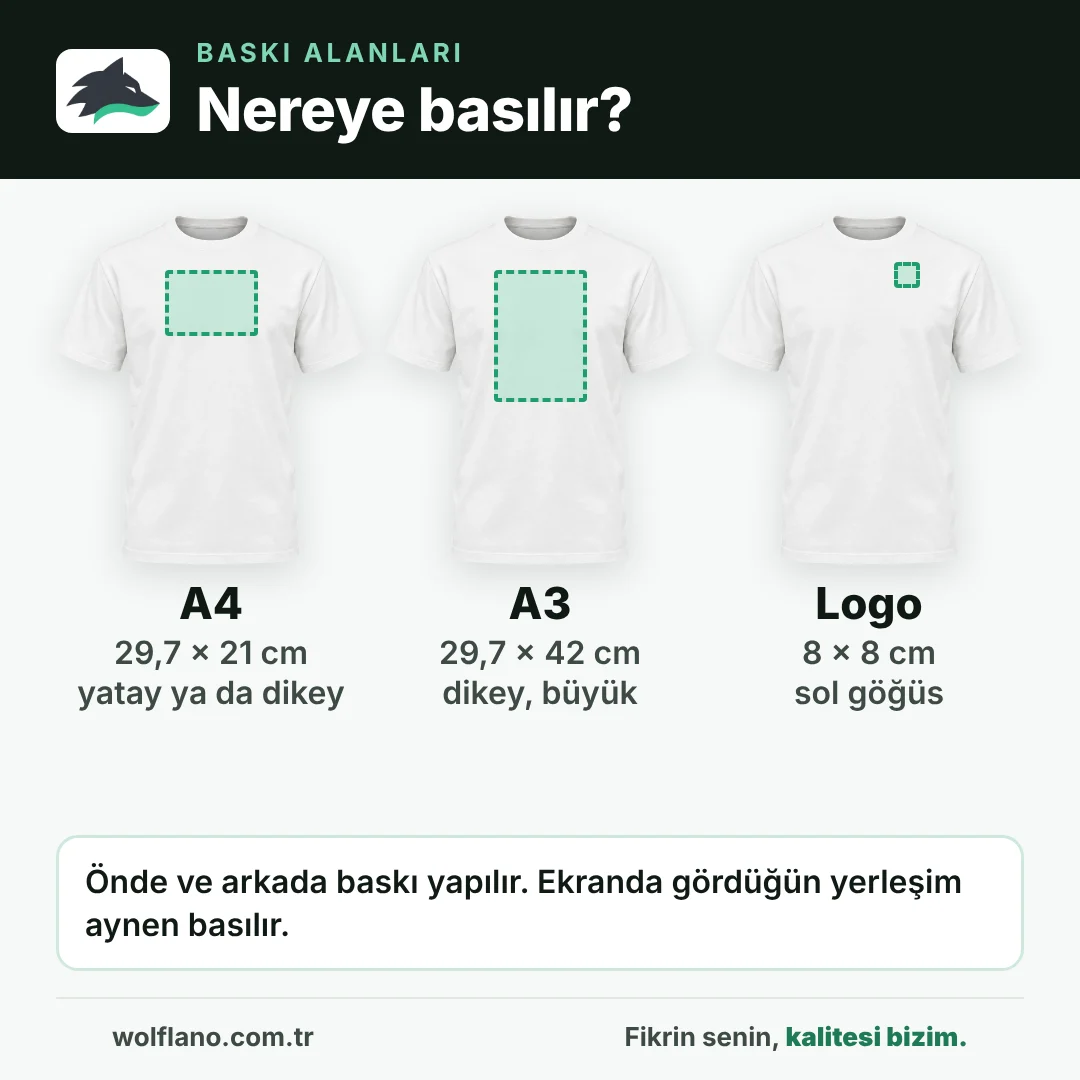 BASKI ALANLARI
Nereye basılır?
A4
29,7 × 21 cm
yatay ya da dikey
A3
29,7 × 42 cm
dikey, büyük
Logo
8 × 8 cm
sol göğüs
Önde ve arkada baskı yapılır. Ekranda gördüğün yerleşim
aynen basılır.
wolflano.com.tr
Fikrin senin, kalitesi bizim.